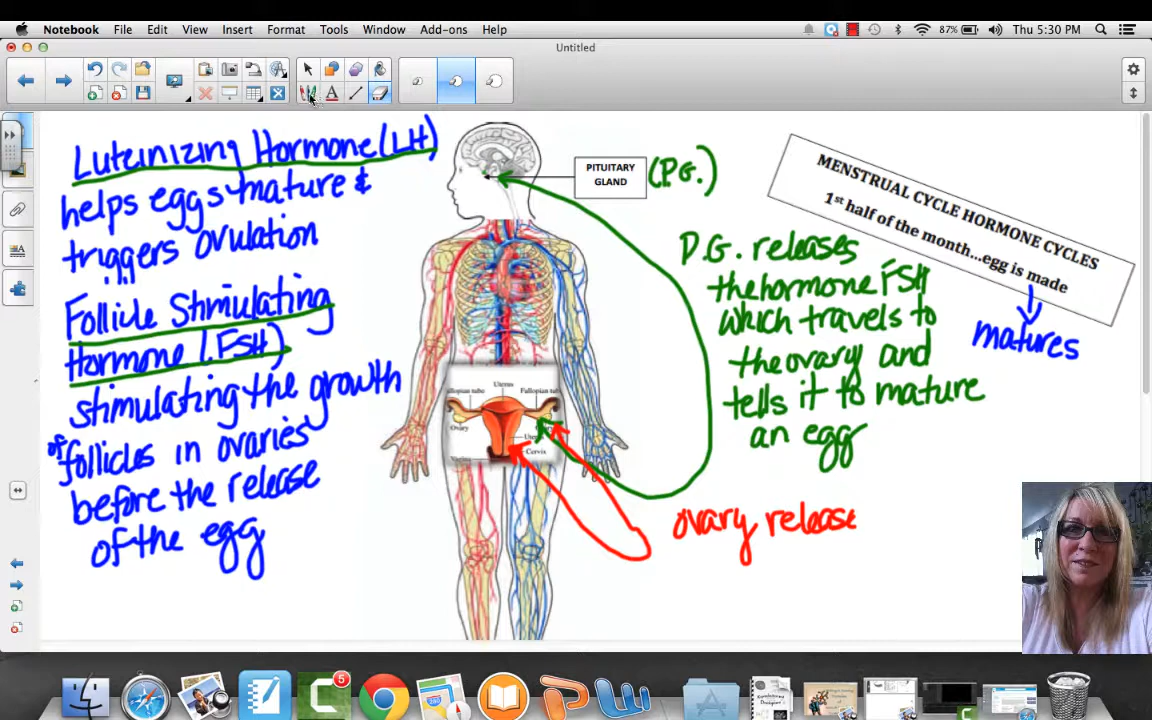 Notebook File Edit View Insert Format Tools Window Add-ons Help
87% Thu 5:30 PM
Untitled
Luteinizing Hormone (LH)
helps eggs mature &
triggers ovulation
...
Follicle Stmulating
Hormone (FSH)
stimulating the growth
of follicles in ovaries
before the release
of the egg
PITUITARY
GLAND
(P.G.)
MENSTRUAL CYCLE HORMONE CYCLES
1st half of the month...egg is made
matures
P.G. releases
the hormone FSH
which travels to
the ovary and
tells it to mature
an egg
ovary release
Uterus
Fallopian
Ovary
Cervix
5